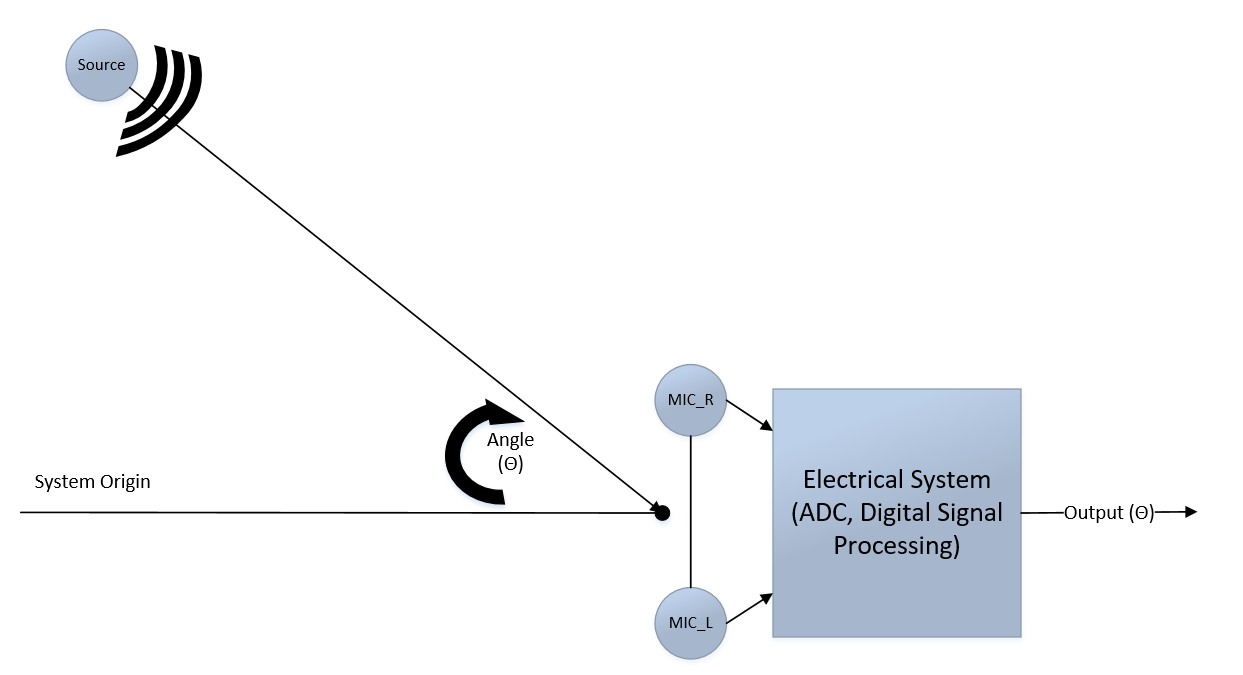 Source
MIC_R
Angle
(Θ)
System Origin
Electrical System
(ADC, Digital Signal
Processing)
Output (Θ)
MIC_L